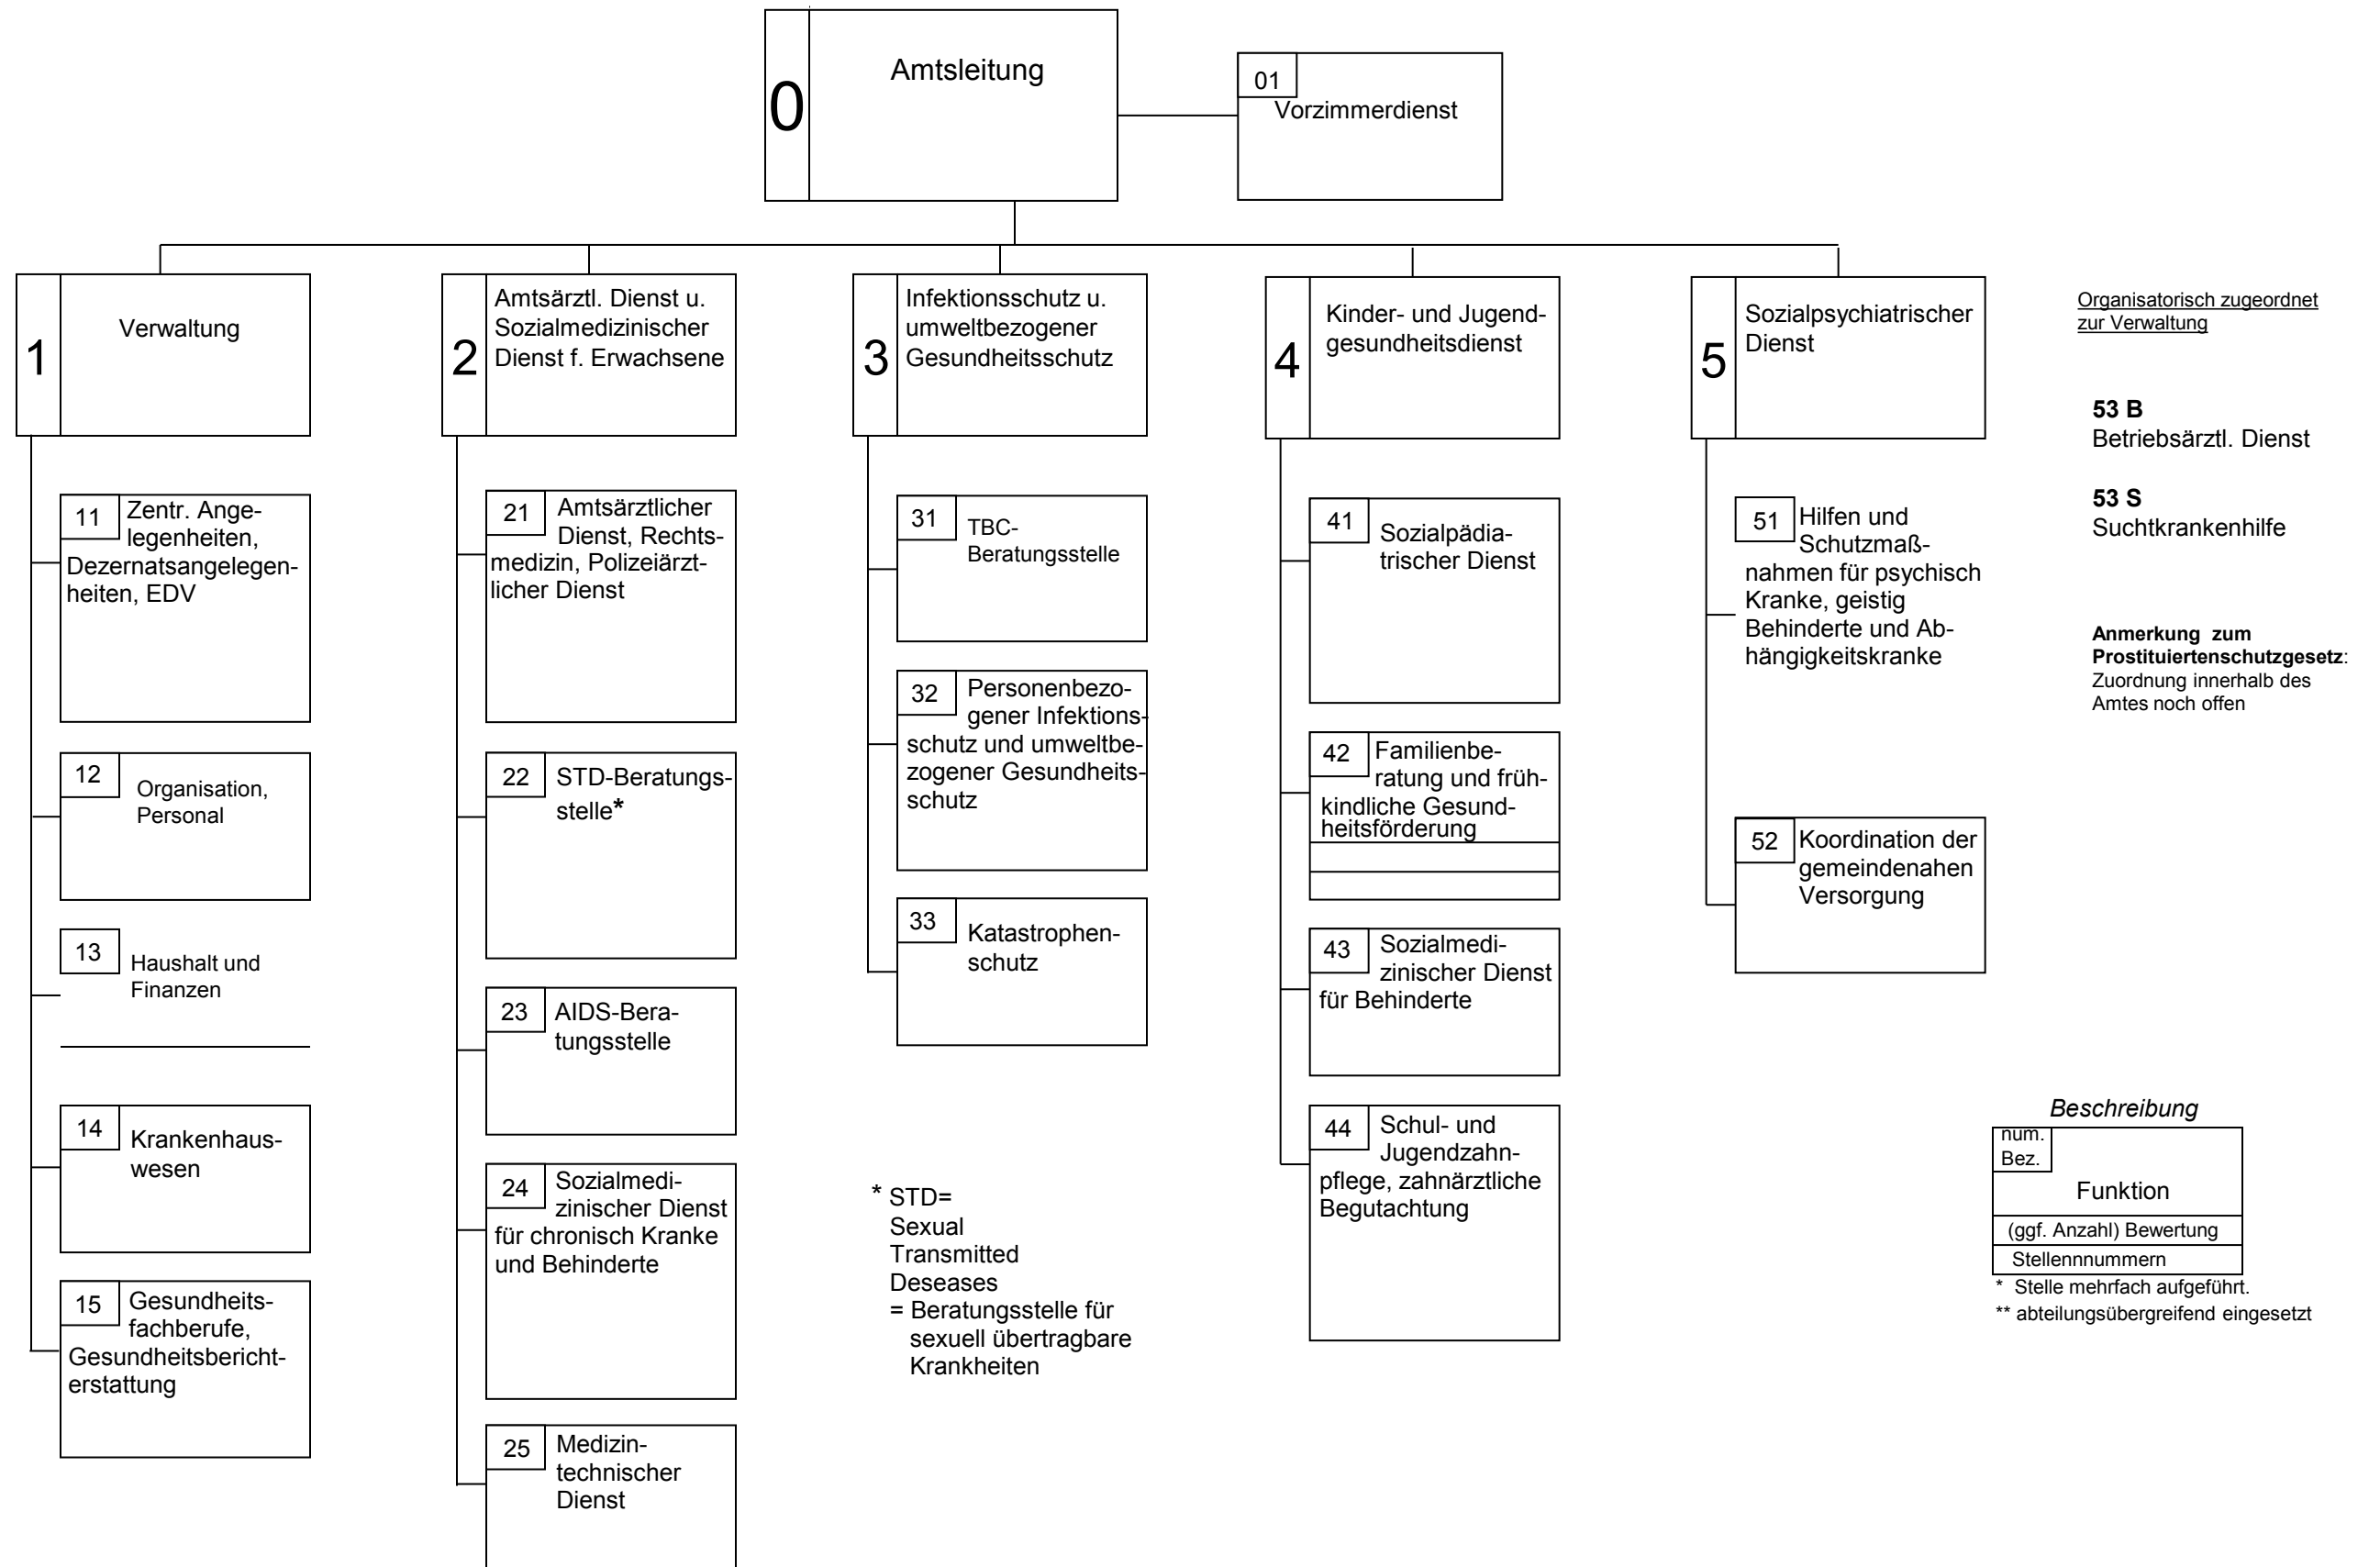 0
Amtsleitung
01
Vorzimmerdienst
1
Verwaltung
11
Zentr. Ange-
legenheiten,
Dezernatsangelegen-
heiten, EDV
12
Organisation,
Personal
13
Haushalt und
Finanzen
14
Krankenhaus-
wesen
15
Gesundheits-
fachberufe,
Gesundheitsbericht-
erstattung
2
Amtsärztl. Dienst u.
Sozialmedizinischer
Dienst f. Erwachsene
21
Amtsärztlicher
Dienst, Rechts-
medizin, Polizeiärzt-
licher Dienst
22
STD-Beratungs-
stelle*
23
AIDS-Bera-
tungsstelle
24
Sozialmedi-
zinischer Dienst
für chronisch Kranke
und Behinderte
25
Medizin-
technischer
Dienst
3
Infektionsschutz u.
umweltbezogener
Gesundheitsschutz
31
TBC-
Beratungsstelle
32
Personenbezo-
gener Infektions-
schutz und umweltbe-
zogener Gesundheits-
schutz
33
Katastrophen-
schutz
* STD=
Sexual
Transmitted
Deseases
= Beratungsstelle für
sexuell übertragbare
Krankheiten
4
Kinder- und Jugend-
gesundheitsdienst
41
Sozialpädia-
trischer Dienst
42
Familienbe-
ratung und früh-
kindliche Gesund-
heitsförderung
43
Sozialmedi-
zinischer Dienst
für Behinderte
44
Schul- und
Jugendzahn-
pflege, zahnärztliche
Begutachtung
5
Sozialpsychiatrischer
Dienst
51
Hilfen und
Schutzmaß-
nahmen für psychisch
Kranke, geistig
Behinderte und Ab-
hängigkeitskranke
52
Koordination der
gemeindenahen
Versorgung
Organisatorisch zugeordnet
zur Verwaltung
53 B
Betriebsärztl. Dienst
53 S
Suchtkrankenhilfe
Anmerkung zum
Prostituiertenschutzgesetz:
Zuordnung innerhalb des
Amtes noch offen
Beschreibung
num.
Bez.
Funktion
(ggf. Anzahl) Bewertung
Stellennnummern
* Stelle mehrfach aufgeführt.
** abteilungsübergreifend eingesetzt